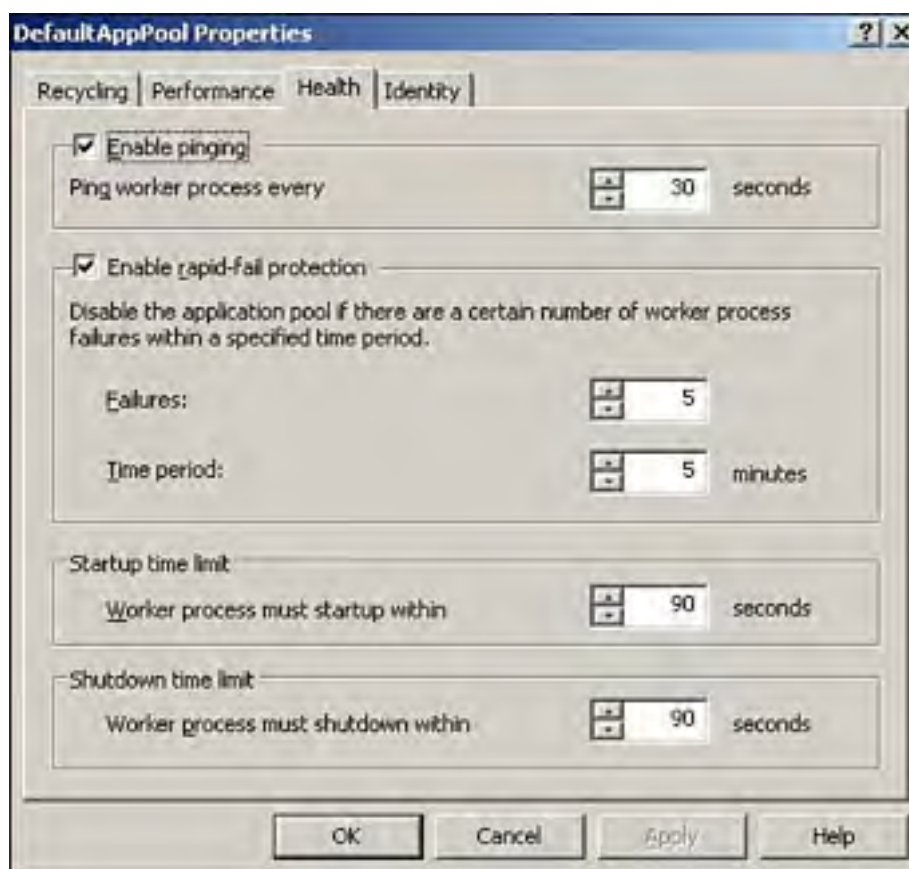 DefaultAppPool Properties
Recycling Performance Health Identity
Enable pinging
Ping worker process every 30 seconds
Enable rapid-fail protection
Disable the application pool if there are a certain number of worker process
failures within a specified time period.
Failures: 5
Time period: 5 minutes
Startup time limit
Worker process must startup within 90 seconds
Shutdown time limit
Worker process must shutdown within 90 seconds
OK Cancel Apply Help